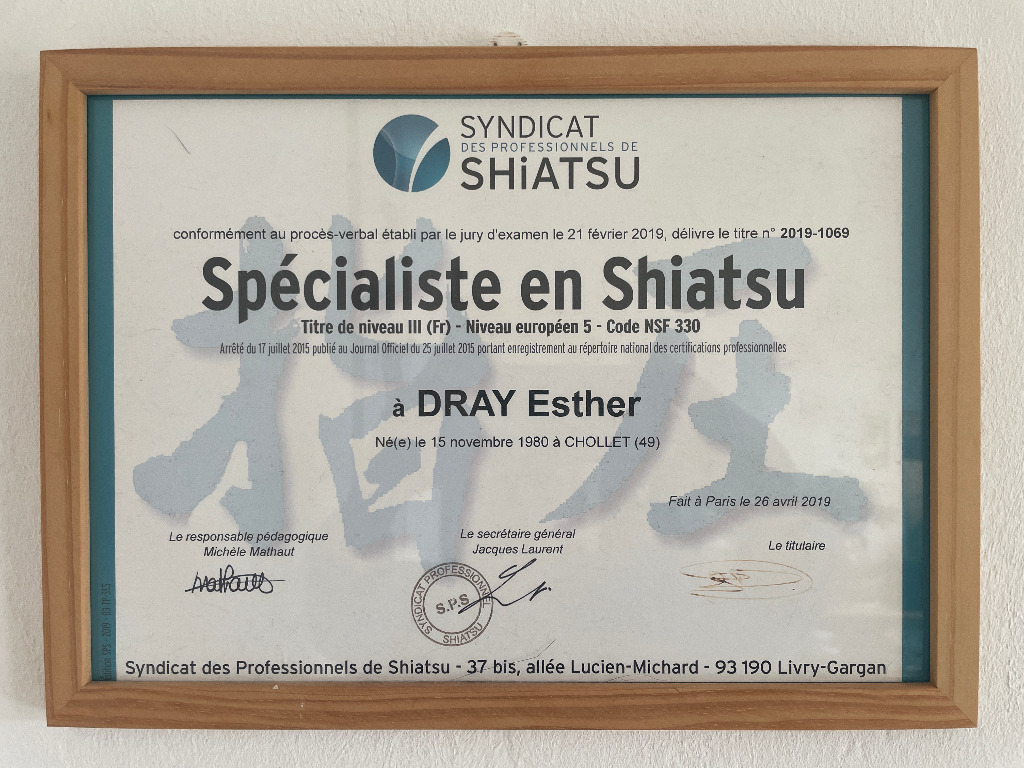 SYNDICAT
DES PROFESSIONNELS DE
SHiATSU
conformément au procès-verbal établi par le jury d'examen le 21 février 2019, délivre le titre n° 2019-1069
Spécialiste en Shiatsu
Titre de niveau III (Fr) - Niveau européen 5 - Code NSF 330
Arrêté du 17 juillet 2015 publié au Journal Officiel du 25 juillet 2015 portant enregistrement au répertoire national des certifications professionnelles
à DRAY Esther
Né(e) le 15 novembre 1980 à CHOLLET (49)
指圧
Fait à Paris le 26 avril 2019
Le responsable pédagogique
Michèle Mathaut
Le secrétaire général
Jacques Laurent
Le titulaire
SYNDICAT PROFESSIONNEL
S.P.S
SHIATSU
Syndicat des Professionnels de Shiatsu - 37 bis, allée Lucien-Michard - 93 190 Livry-Gargan